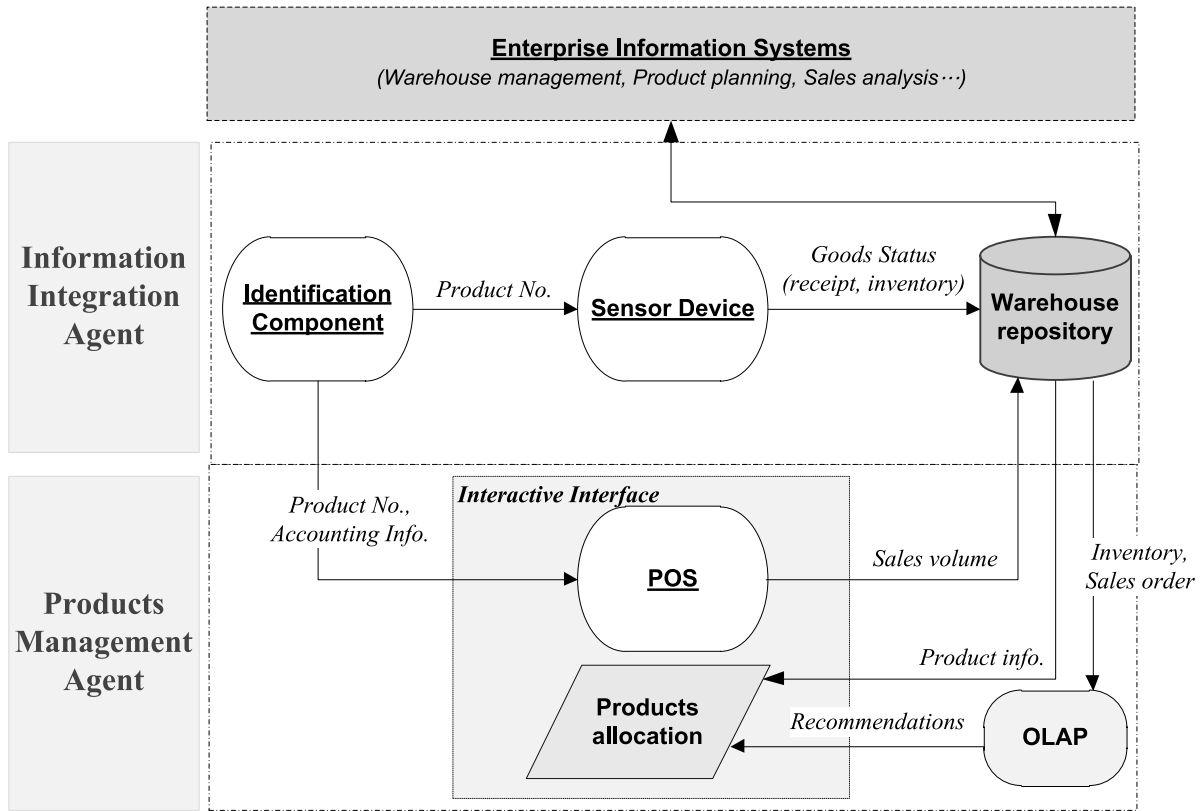 Enterprise Information Systems
(Warehouse management, Product planning, Sales analysis⋯)
Information
Integration
Agent
Identification
Component
Product No.
Sensor Device
Goods Status
(receipt, inventory)
Warehouse
repository
Products
Management
Agent
Product No.,
Accounting Info.
Interactive Interface
POS
Sales volume
Inventory,
Sales order
Product info.
Products
allocation
Recommendations
OLAP